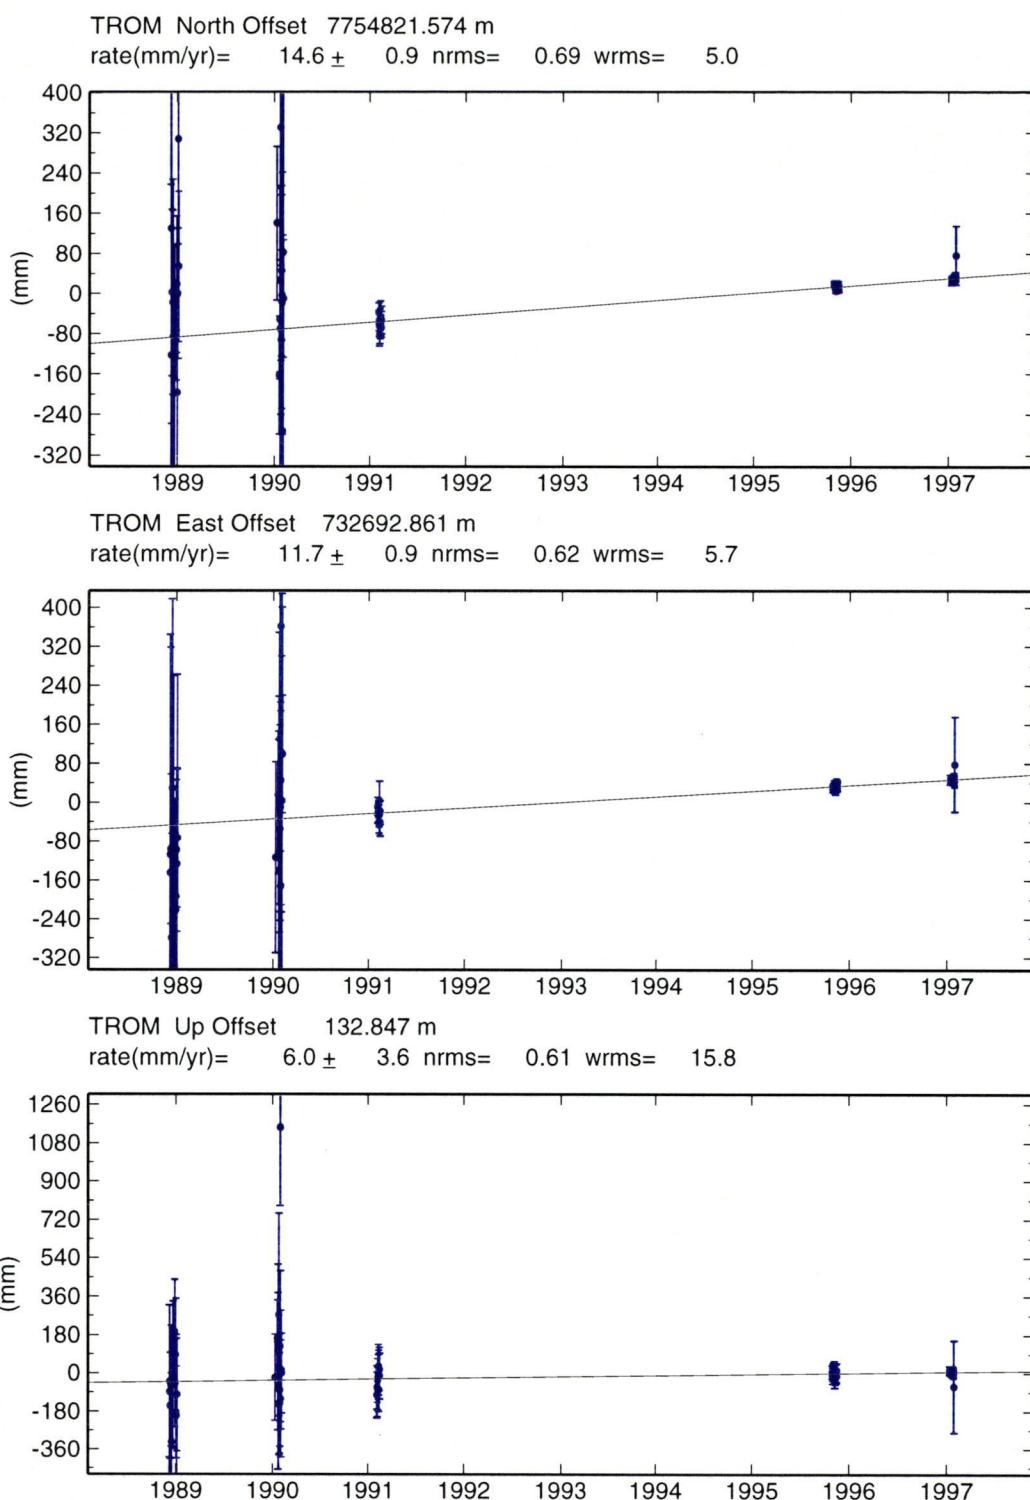 TROM North Offset 7754821.574 m
rate(mm/yr)= 14.6 ± 0.9 nrms= 0.69 wrms= 5.0
400
320
240
160
80
0
-80
-160
-240
-320
(mm)
1989 1990 1991 1992 1993 1994 1995 1996 1997
TROM East Offset 732692.861 m
rate(mm/yr)= 11.7 ± 0.9 nrms= 0.62 wrms= 5.7
400
320
240
160
80
0
-80
-160
-240
-320
(mm)
1989 1990 1991 1992 1993 1994 1995 1996 1997
TROM Up Offset 132.847 m
rate(mm/yr)= 6.0 ± 3.6 nrms= 0.61 wrms= 15.8
1260
1080
900
720
540
360
180
0
-180
-360
(mm)
1989 1990 1991 1992 1993 1994 1995 1996 1997